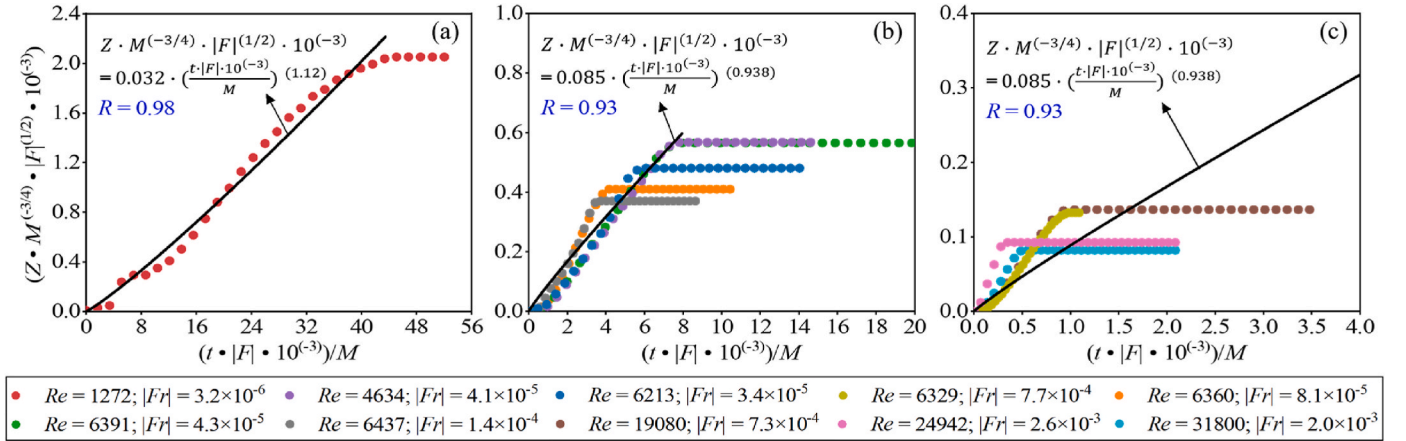 (Z • M^(-3/4) • |F|^(1/2) • 10^(-3))
2.4
2.0
1.6
1.2
0.8
0.4
0.0
(a)
Z · M^(−3/4) · |F|^(1/2) · 10^(−3)
= 0.032 · (t·|F|·10^(−3)/M)^(1.12)
R = 0.98
0 8 16 24 32 40 48 56
(t • |F| • 10^(-3))/M
1.0
0.8
0.6
0.4
0.2
0.0
(b)
Z · M^(−3/4) · |F|^(1/2) · 10^(−3)
= 0.085 · (t·|F|·10^(−3)/M)^(0.938)
R = 0.93
0 2 4 6 8 10 12 14 16 18 20
(t • |F| • 10^(-3))/M
0.4
0.3
0.2
0.1
0.0
(c)
Z · M^(−3/4) · |F|^(1/2) · 10^(−3)
= 0.085 · (t·|F|·10^(−3)/M)^(0.938)
R = 0.93
0.0 0.5 1.0 1.5 2.0 2.5 3.0 3.5 4.0
(t • |F| • 10^(-3))/M
Re = 1272; |Fr| = 3.2×10^-6 Re = 4634; |Fr| = 4.1×10^-5 Re = 6213; |Fr| = 3.4×10^-5 Re = 6329; |Fr| = 7.7×10^-4 Re = 6360; |Fr| = 8.1×10^-5
Re = 6391; |Fr| = 4.3×10^-5 Re = 6437; |Fr| = 1.4×10^-4 Re = 19080; |Fr| = 7.3×10^-4 Re = 24942; |Fr| = 2.6×10^-3 Re = 31800; |Fr| = 2.0×10^-3